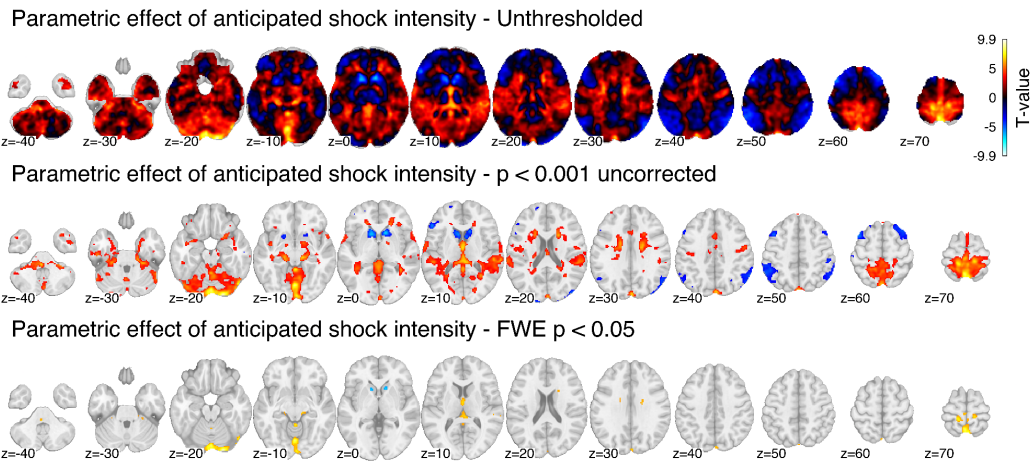 Parametric effect of anticipated shock intensity - Unthresholded
z=-40 z=-30 z=-20 z=-10 z=0 z=10 z=20 z=30 z=40 z=50 z=60 z=70
9.9
5
0
-5
-9.9
T-value
Parametric effect of anticipated shock intensity - p < 0.001 uncorrected
z=-40 z=-30 z=-20 z=-10 z=0 z=10 z=20 z=30 z=40 z=50 z=60 z=70
Parametric effect of anticipated shock intensity - FWE p < 0.05
z=-40 z=-30 z=-20 z=-10 z=0 z=10 z=20 z=30 z=40 z=50 z=60 z=70